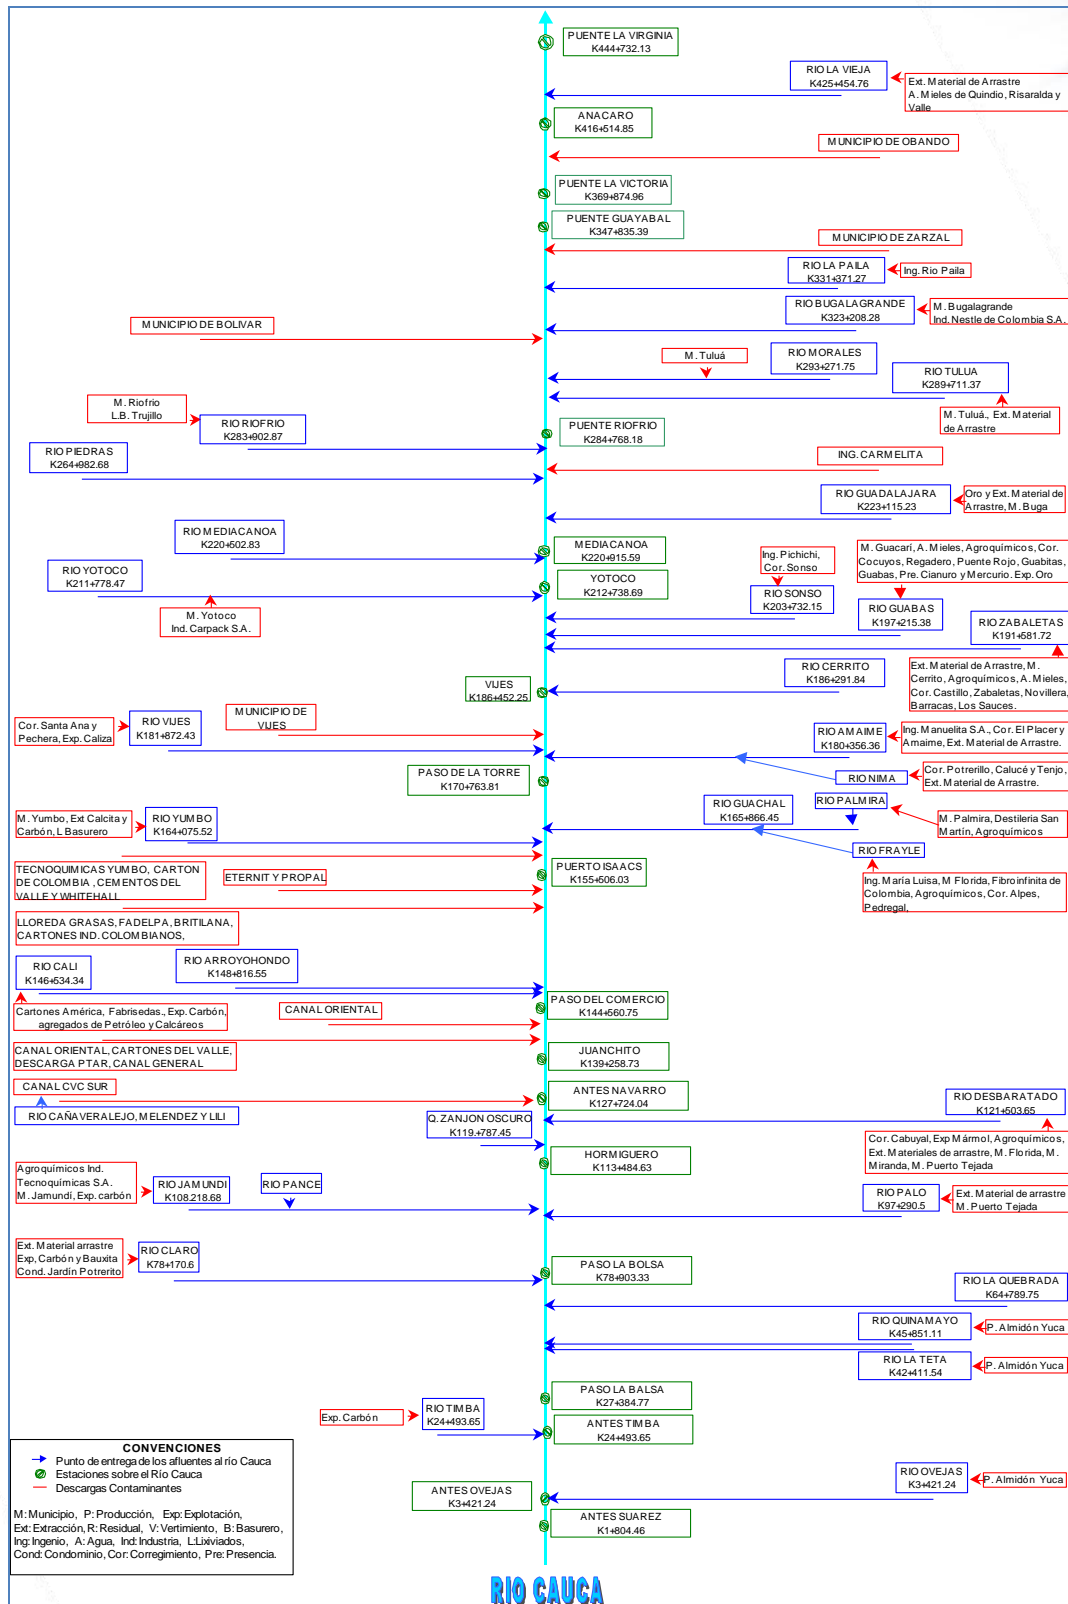 PUENTE LA VIRGINIA
K444+732.13
RIO LA VIEJA
K425+454.76
Ext. Material de Arrastre
A. Mieles de Quindio, Risaralda y
Valle
ANACARO
K416+514.85
MUNICIPIO DE OBANDO
PUENTE LA VICTORIA
K369+874.96
PUENTE GUAYABAL
K347+835.39
MUNICIPIO DE ZARZAL
RIO LA PAILA
K331+371.27
Ing. Rio Paila
RIO BUGALAGRANDE
K323+208.28
M. Bugalagrande
Ind. Nestle de Colombia S.A.
MUNICIPIO DE BOLIVAR
M. Tuluá
RIO MORALES
K293+271.75
RIO TULUA
K289+711.37
M. Tuluá., Ext. Material
de Arrastre
M. Riofrio
L.B. Trujillo
RIO RIOFRIO
K283+902.87
PUENTE RIOFRIO
K284+768.18
RIO PIEDRAS
K264+982.68
ING. CARMELITA
RIO GUADALAJARA
K223+115.23
Oro y Ext. Material de
Arrastre, M. Buga
RIO MEDIACANOA
K220+502.83
MEDIACANOA
K220+915.59
RIO YOTOCO
K211+778.47
YOTOCO
K212+738.69
M. Yotoco
Ind. Carpack S.A.
Ing. Pichichi,
Cor. Sonso
RIO SONSO
K203+732.15
M. Guacarí, A. Mieles, Agroquímicos, Cor.
Cocuyos, Regadero, Puente Rojo, Guabitas,
Guabas, Pre. Cianuro y Mercurio. Exp. Oro
RIO GUABAS
K197+215.38
RIO ZABALETAS
K191+581.72
Ext. Material de Arrastre, M.
Cerrito, Agroquímicos, A. Mieles,
Cor. Castillo, Zabaletas, Novillera,
Barracas, Los Sauces.
RIO CERRITO
K186+291.84
VIJES
K186+452.25
MUNICIPIO DE
VIJES
Cor. Santa Ana y
Pechera, Exp. Caliza
RIO VIJES
K181+872.43
RIO AMAIME
K180+356.36
Ing. Manuelita S.A., Cor. El Placer y
Amaime, Ext. Material de Arrastre.
PASO DE LA TORRE
K170+763.81
RIO NIMA
Cor. Potrerillo, Calucé y Tenjo,
Ext. Material de Arrastre.
RIO GUACHAL
K165+866.45
RIO PALMIRA
M. Palmira, Destileria San
Martín, Agroquímicos
M. Yumbo, Ext Calcita y
Carbón, L Basurero
RIO YUMBO
K164+075.52
RIO FRAYLE
Ing. María Luisa, M Florida, Fibroinfinita de
Colombia, Agroquímicos, Cor. Alpes,
Pedregal,
TECNOQUIMICAS YUMBO, CARTON
DE COLOMBIA , CEMENTOS DEL
VALLE Y WHITEHALL
ETERNIT Y PROPAL
PUERTO ISAACS
K155+506.03
LLOREDA GRASAS, FADELPA, BRITILANA,
CARTONES IND. COLOMBIANOS,
RIO CALI
K146+534.34
RIO ARROYOHONDO
K148+816.55
Cartones América, Fabrisedas., Exp. Carbón,
agregados de Petróleo y Calcáreos
CANAL ORIENTAL
PASO DEL COMERCIO
K144+560.75
CANAL ORIENTAL, CARTONES DEL VALLE,
DESCARGA PTAR, CANAL GENERAL
JUANCHITO
K139+258.73
CANAL CVC SUR
RIO CAÑAVERALEJO, MELENDEZ Y LILI
ANTES NAVARRO
K127+724.04
RIO DESBARATADO
K121+503.65
Q. ZANJON OSCURO
K119.+787.45
Cor. Cabuyal, Exp Mármol, Agroquímicos,
Ext. Materiales de arrastre, M. Florida, M.
Miranda, M. Puerto Tejada
HORMIGUERO
K113+484.63
Agroquímicos Ind.
Tecnoquímicas S.A.
M. Jamundí, Exp. carbón
RIO JAMUNDI
K108.218.68
RIO PANCE
RIO PALO
K97+290.5
Ext. Material de arrastre
M. Puerto Tejada
Ext. Material arrastre
Exp, Carbón y Bauxita
Cond. Jardín Potrerito
RIO CLARO
K78+170.6
PASO LA BOLSA
K78+903.33
RIO LA QUEBRADA
K64+789.75
RIO QUINAMAYO
K45+851.11
P. Almidón Yuca
RIO LA TETA
K42+411.54
P. Almidón Yuca
PASO LA BALSA
K27+384.77
Exp. Carbón
RIO TIMBA
K24+493.65
ANTES TIMBA
K24+493.65
CONVENCIONES
Punto de entrega de los afluentes al río Cauca
Estaciones sobre el Río Cauca
Descargas Contaminantes
M: Municipio, P: Producción, Exp: Explotación,
Ext: Extracción, R: Residual, V: Vertimiento, B: Basurero,
Ing: Ingenio, A: Agua, Ind: Industria, L:Lixiviados,
Cond: Condominio, Cor: Corregimiento, Pre: Presencia.
ANTES OVEJAS
K3+421.24
RIO OVEJAS
K3+421.24
P. Almidón Yuca
ANTES SUAREZ
K1+804.46
RIO CAUCA